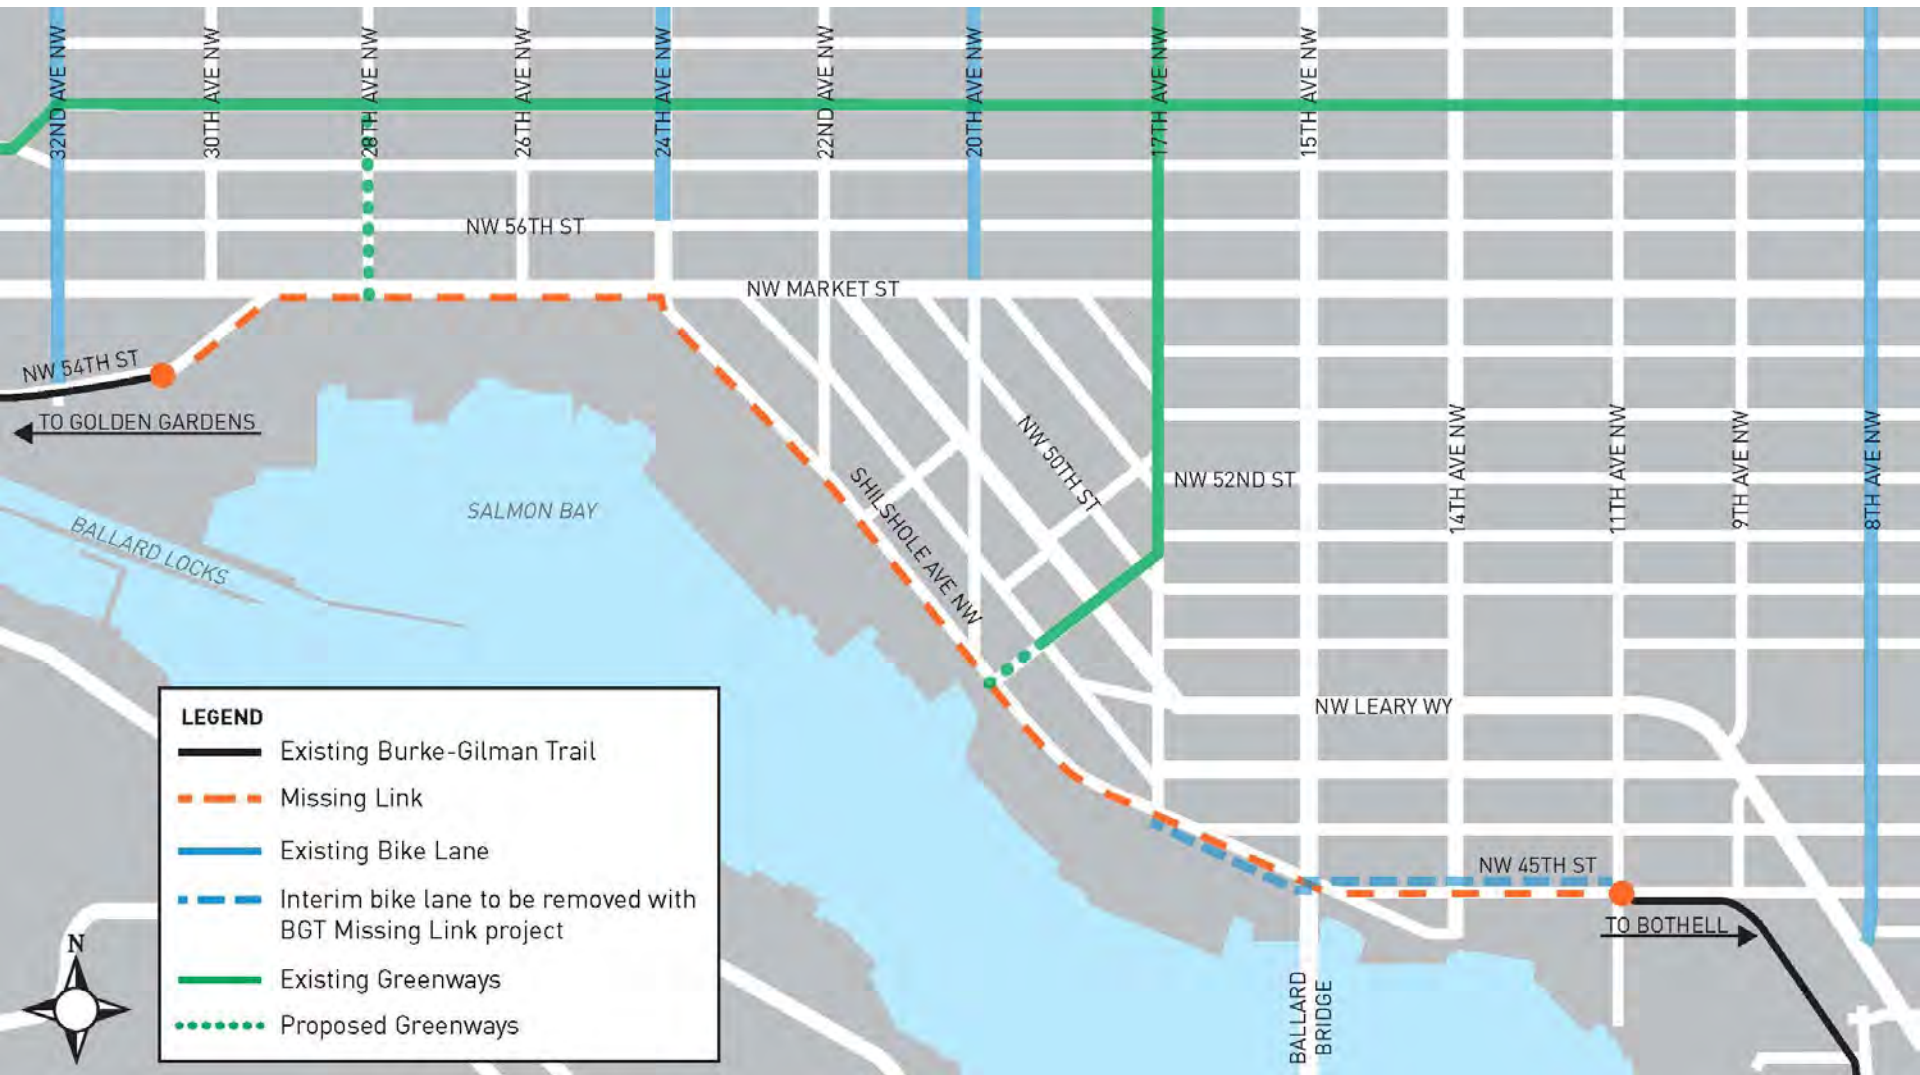 32ND AVE NW
30TH AVE NW
28TH AVE NW
26TH AVE NW
24TH AVE NW
22ND AVE NW
20TH AVE NW
17TH AVE NW
15TH AVE NW
NW 56TH ST
NW MARKET ST
NW 54TH ST
TO GOLDEN GARDENS
SALMON BAY
BALLARD LOCKS
SHILSHOLE AVE NW
NW 50TH ST
NW 52ND ST
14TH AVE NW
11TH AVE NW
9TH AVE NW
8TH AVE NW
NW LEARY WY
NW 45TH ST
TO BOTHELL
BALLARD
BRIDGE
LEGEND
Existing Burke-Gilman Trail
Missing Link
Existing Bike Lane
Interim bike lane to be removed with
BGT Missing Link project
Existing Greenways
Proposed Greenways
N